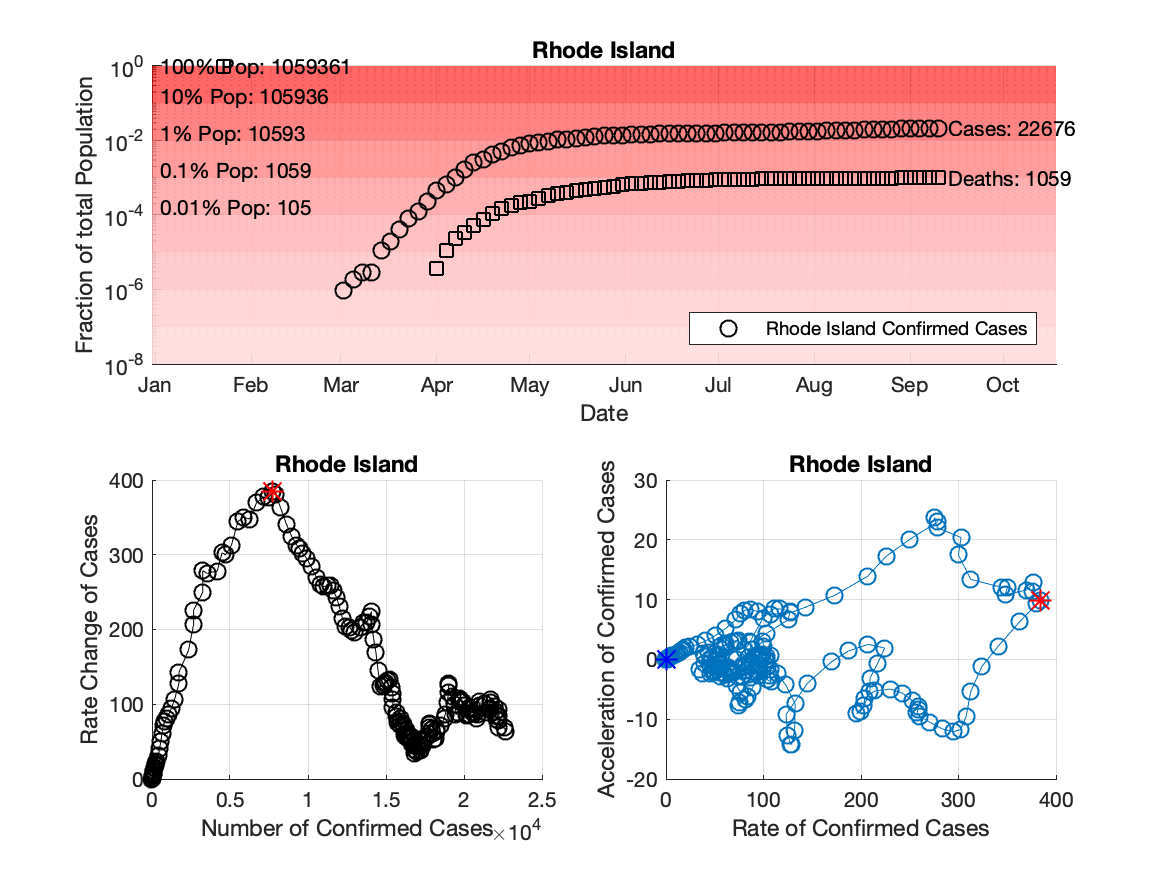 Rhode Island
10^0
10^-2
10^-4
10^-6
10^-8
Fraction of total Population
100% Pop: 1059361
10% Pop: 105936
1% Pop: 10593
0.1% Pop: 1059
0.01% Pop: 105
Cases: 22676
Deaths: 1059
Rhode Island Confirmed Cases
Jan Feb Mar Apr May Jun Jul Aug Sep Oct
Date
Rhode Island
400
300
200
100
0
Rate Change of Cases
0 0.5 1 1.5 2 2.5
Number of Confirmed Cases ×10^4
Rhode Island
30
20
10
0
-10
-20
Acceleration of Confirmed Cases
0 100 200 300 400
Rate of Confirmed Cases